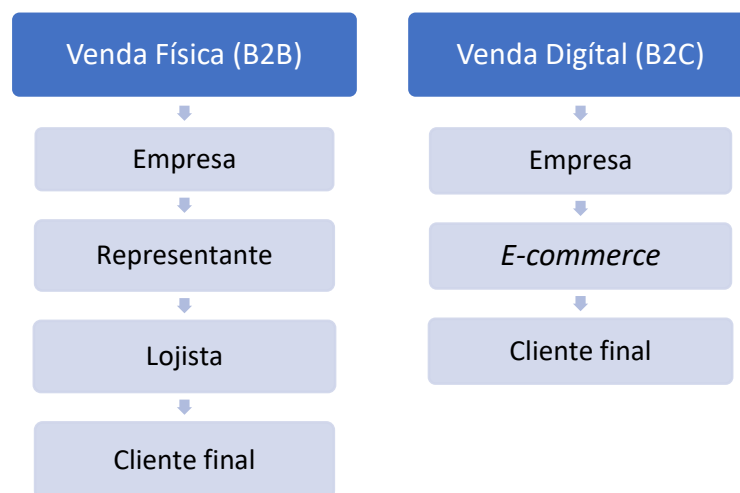 Venda Física (B2B)
Empresa
Representante
Lojista
Cliente final
Venda Digítal (B2C)
Empresa
E-commerce
Cliente final